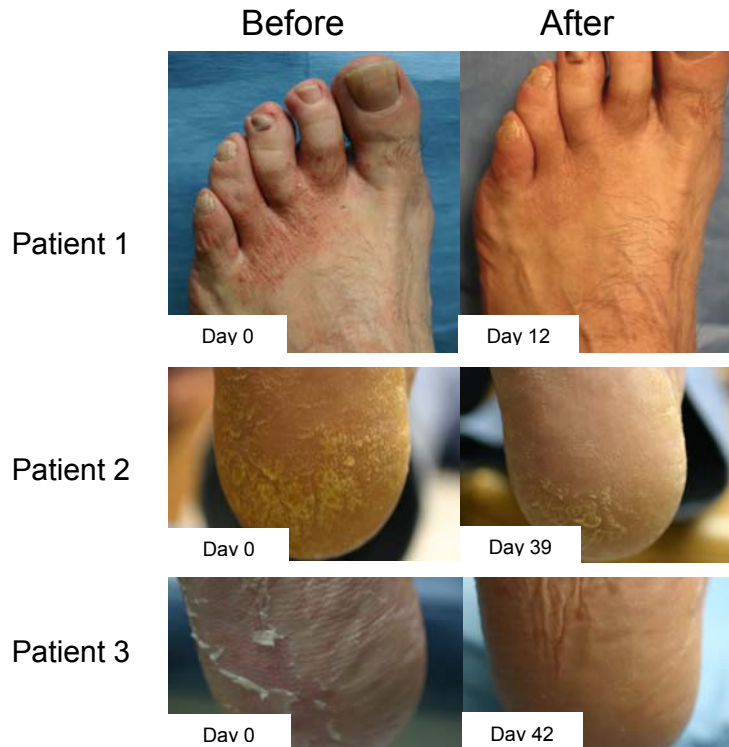 Before After
Patient 1
Day 0 Day 12
Patient 2
Day 0 Day 39
Patient 3
Day 0 Day 42